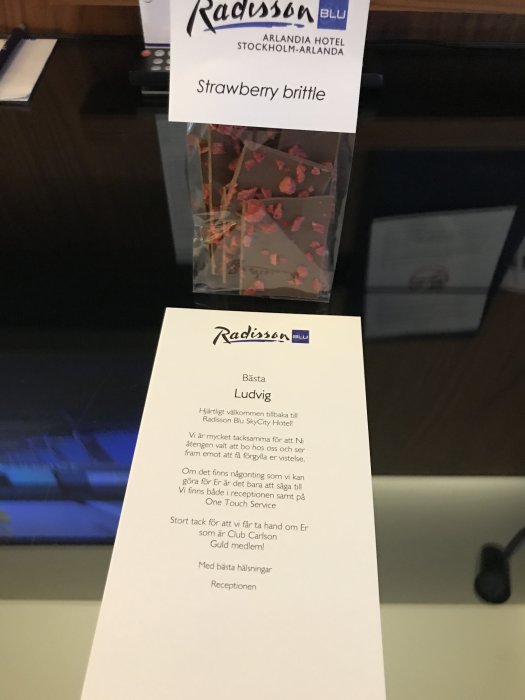 Radisson BLU
ARLANDIA HOTEL
STOCKHOLM-ARLANDA
Strawberry brittle
Radisson BLU
Bästa
Ludvig
Hjärtligt välkommen tillbaka till
Radisson Blu SkyCity Hotel!
Vi är mycket tacksamma för att Ni
återigen valt att bo hos oss och ser
fram emot att få förgylla er vistelse.
Om det finns någonting som vi kan
göra för Er är det bara att säga till
Vi finns både i receptionen samt på
One Touch Service
Stort tack för att vi får ta hand om Er
som är Club Carlson
Guld medlem!
Med bästa hälsningar
Receptionen